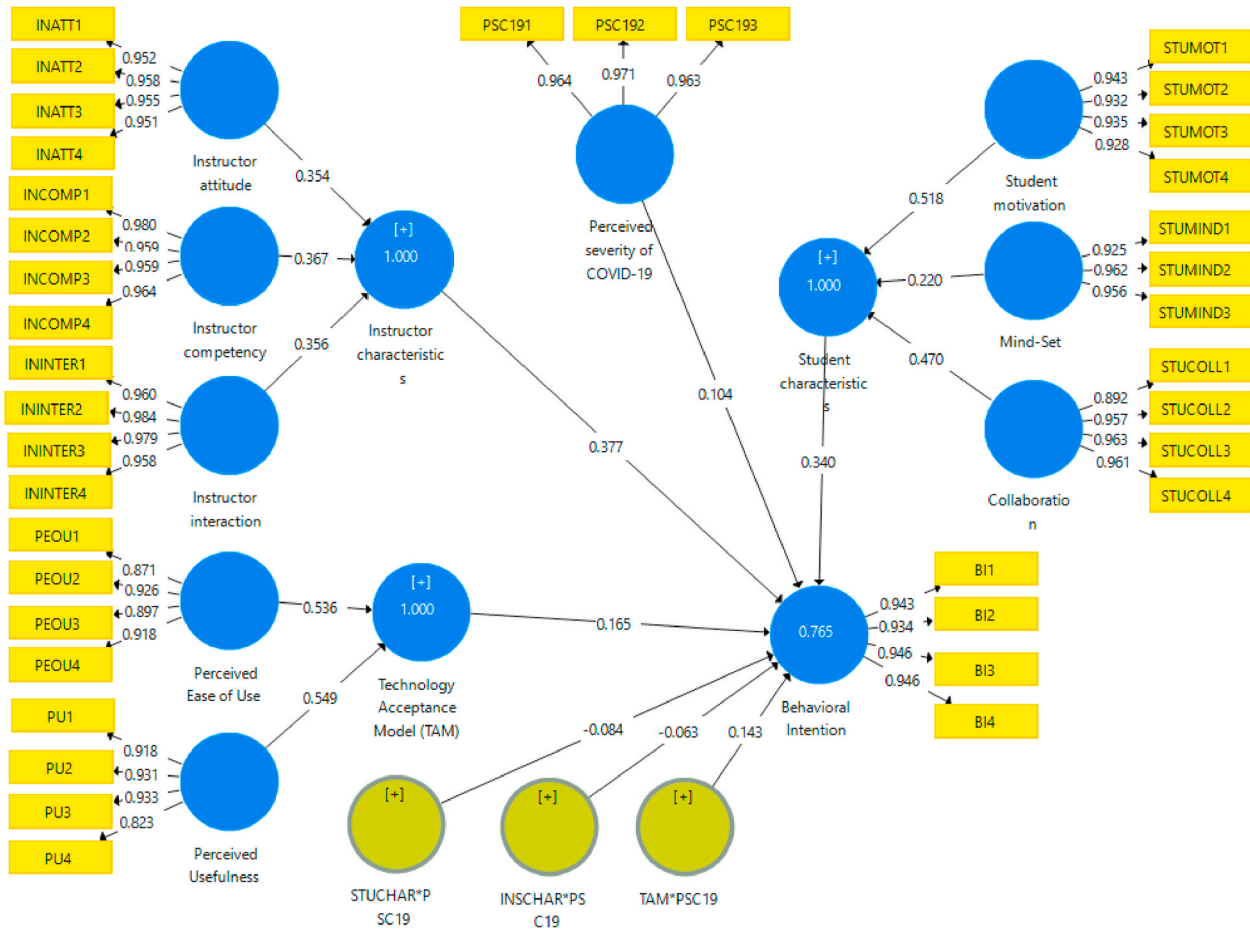 INATT1
INATT2
INATT3
INATT4
0.952
0.958
0.955
0.951
Instructor
attitude
0.354
INCOMP1
INCOMP2
INCOMP3
INCOMP4
0.980
0.959
0.959
0.964
Instructor
competency
0.367
ININTER1
ININTER2
ININTER3
ININTER4
0.960
0.984
0.979
0.958
Instructor
interaction
0.356
[+]
1.000
Instructor
characteristic
s
0.377
PEOU1
PEOU2
PEOU3
PEOU4
0.871
0.926
0.897
0.918
Perceived
Ease of Use
0.536
PU1
PU2
PU3
PU4
0.918
0.931
0.933
0.823
Perceived
Usefulness
0.549
[+]
1.000
Technology
Acceptance
Model (TAM)
0.165
PSC191
PSC192
PSC193
0.964
0.971
0.963
Perceived
severity of
COVID-19
0.104
STUMOT1
STUMOT2
STUMOT3
STUMOT4
0.943
0.932
0.935
0.928
Student
motivation
0.518
STUMIND1
STUMIND2
STUMIND3
0.925
0.962
0.956
Mind-Set
0.220
STUCOLL1
STUCOLL2
STUCOLL3
STUCOLL4
0.892
0.957
0.963
0.961
Collaboratio
n
0.470
[+]
1.000
Student
characteristic
s
0.340
0.765
Behavioral
Intention
BI1
BI2
BI3
BI4
0.943
0.934
0.946
0.946
-0.084
-0.063
0.143
[+]
STUCHAR*P
SC19
[+]
INSCHAR*PS
C19
[+]
TAM*PSC19